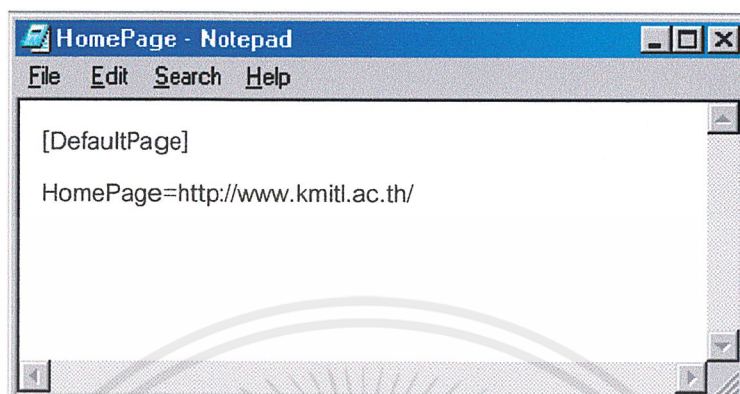 HomePage - Notepad
File Edit Search Help
[DefaultPage]
HomePage=http://www.kmitl.ac.th/